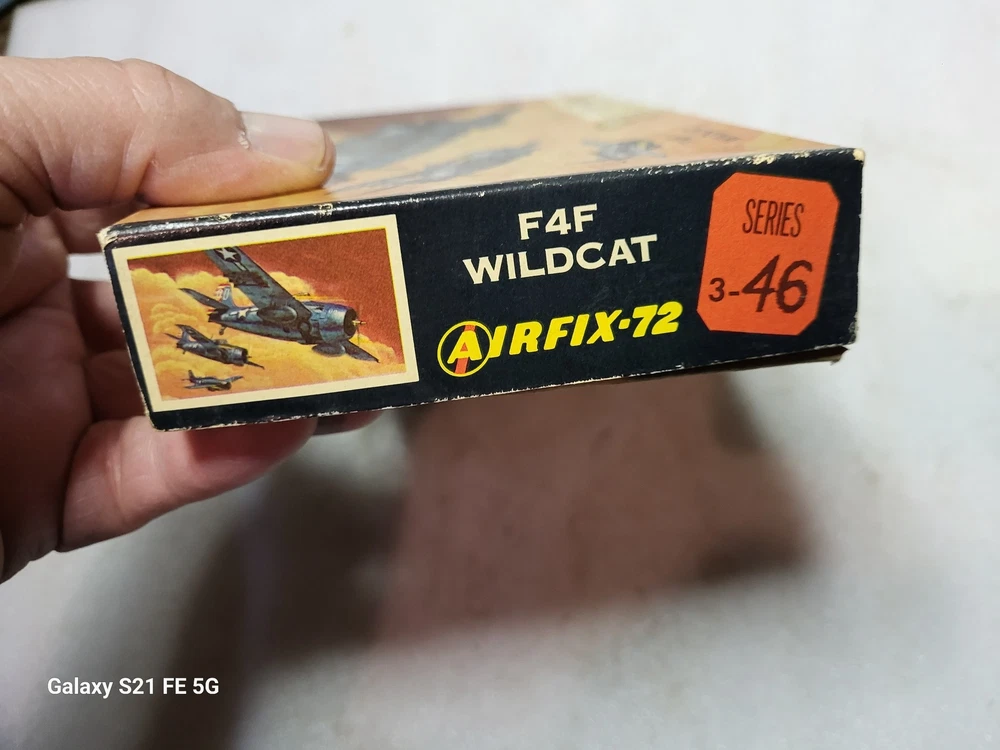 F4F
WILDCAT
AIRFIX-72
SERIES
3-46
Galaxy S21 FE 5G